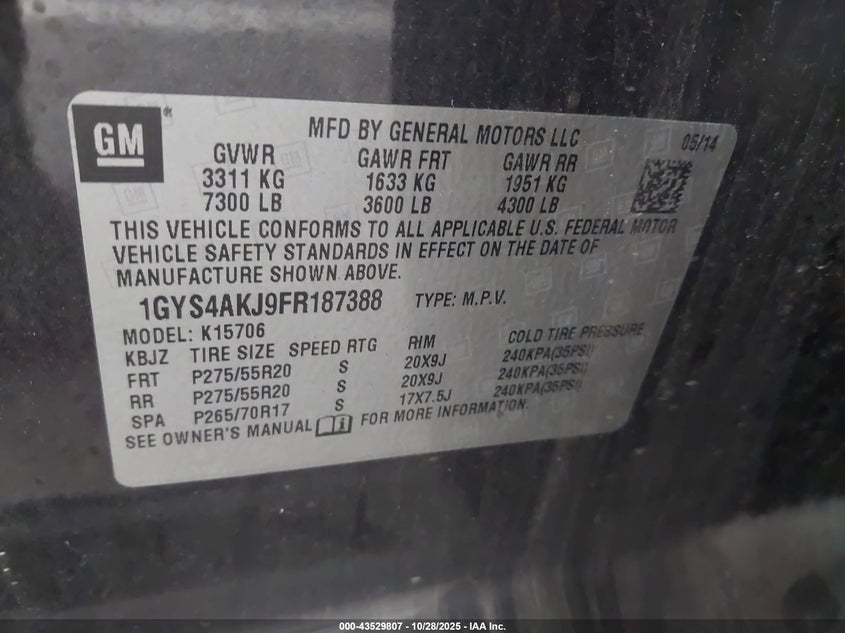 GM ®
MFD BY GENERAL MOTORS LLC 05/14
GVWR GAWR FRT GAWR RR
3311 KG 1633 KG 1951 KG
7300 LB 3600 LB 4300 LB
THIS VEHICLE CONFORMS TO ALL APPLICABLE U.S. FEDERAL MOTOR
VEHICLE SAFETY STANDARDS IN EFFECT ON THE DATE OF
MANUFACTURE SHOWN ABOVE.
1GYS4AKJ9FR187388 TYPE: M.P.V.
MODEL: K15706
KBJZ TIRE SIZE SPEED RTG RIM COLD TIRE PRESSURE
FRT P275/55R20 S 20X9J 240KPA(35PSI)
RR P275/55R20 S 20X9J 240KPA(35PSI)
SPA P265/70R17 S 17X7.5J 240KPA(35PSI)
SEE OWNER'S MANUAL i FOR MORE INFORMATION.
000-43529807 - 10/28/2025 - IAA Inc.